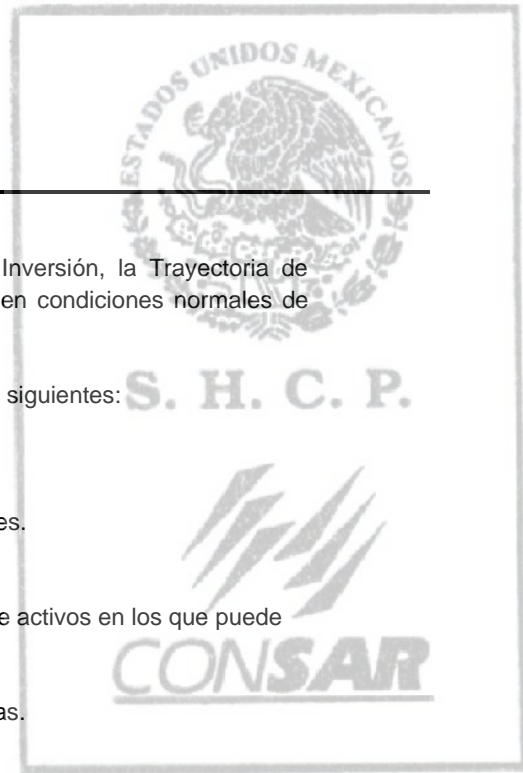 ESTADOS UNIDOS MEXICANOS
Inversión, la Trayectoria de
en condiciones normales de
siguientes:
S. H. C. P.
es.
e activos en los que puede
CONSAR
as.